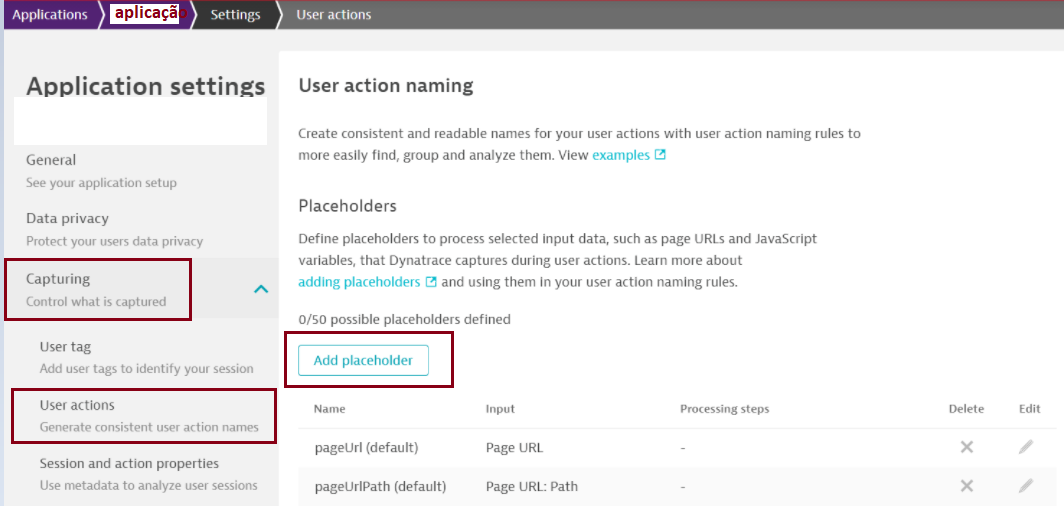 Applications
aplicação
Settings
User actions
Application settings
General
See your application setup
Data privacy
Protect your users data privacy
Capturing
Control what is captured
User tag
Add user tags to identify your session
User actions
Generate consistent user action names
Session and action properties
Use metadata to analyze user sessions
User action naming
Create consistent and readable names for your user actions with user action naming rules to
more easily find, group and analyze them. View examples
Placeholders
Define placeholders to process selected input data, such as page URLs and JavaScript
variables, that Dynatrace captures during user actions. Learn more about
adding placeholders and using them in your user action naming rules.
0/50 possible placeholders defined
Add placeholder
Name Input Processing steps Delete Edit
pageUrl (default) Page URL -
pageUrlPath (default) Page URL: Path -